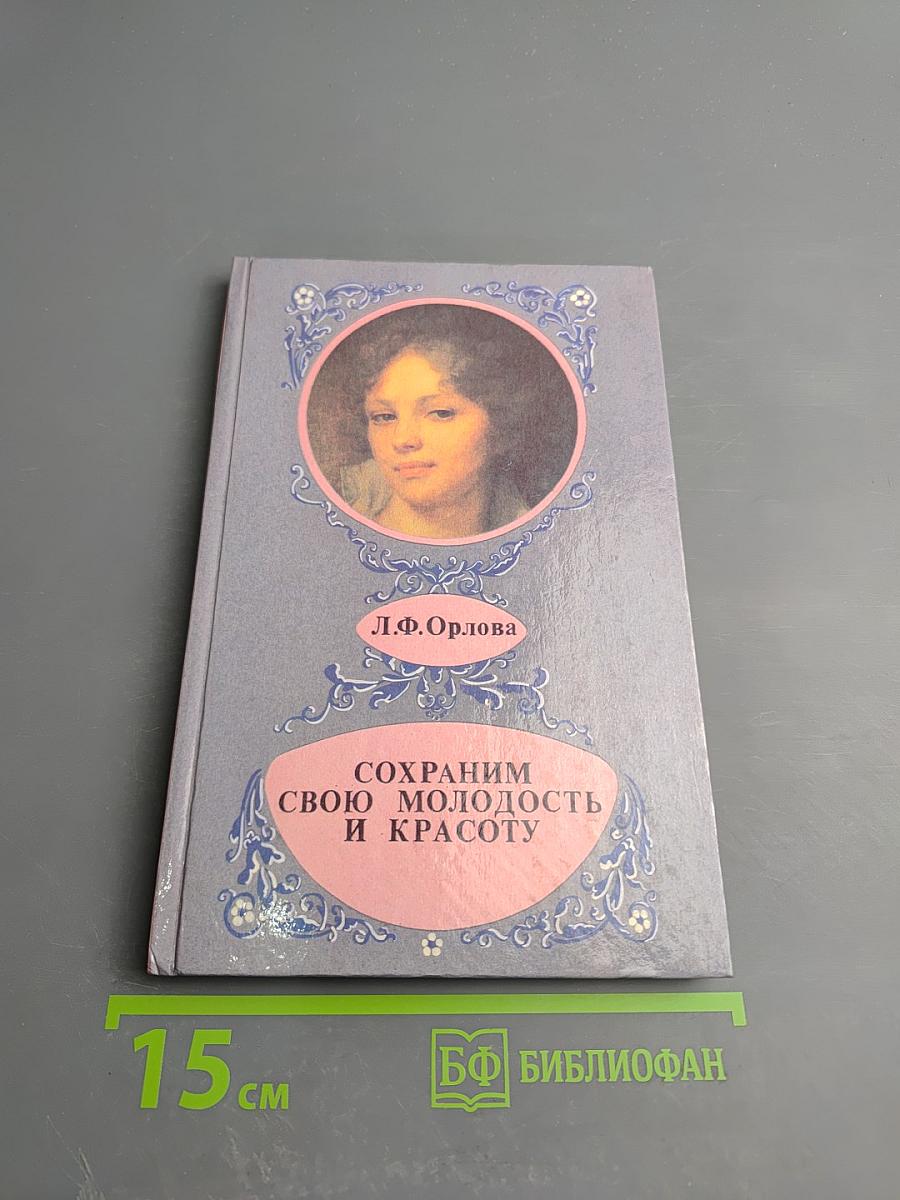 Л.Ф.Орлова
СОХРАНИМ
СВОЮ МОЛОДОСТЬ
И КРАСОТУ
15 см
БФ БИБЛИОФАН